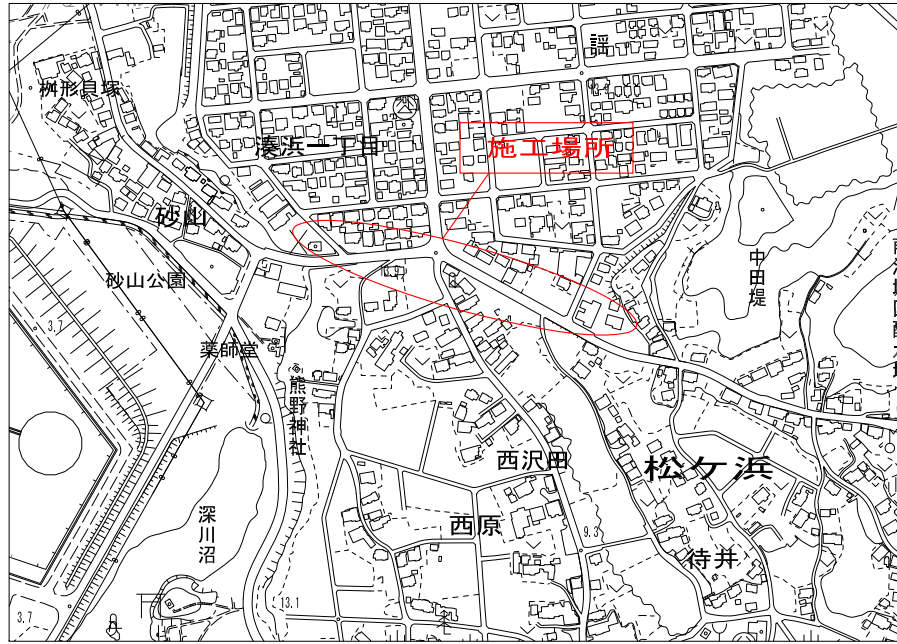 謡
桝形貝塚
湊浜一丁目
施工場所
砂山
砂山公園
中田堤
3.7
薬師堂
熊野神社
西沢田
松ケ浜
西原
深川沼
9.3
待井
13.1
3.7